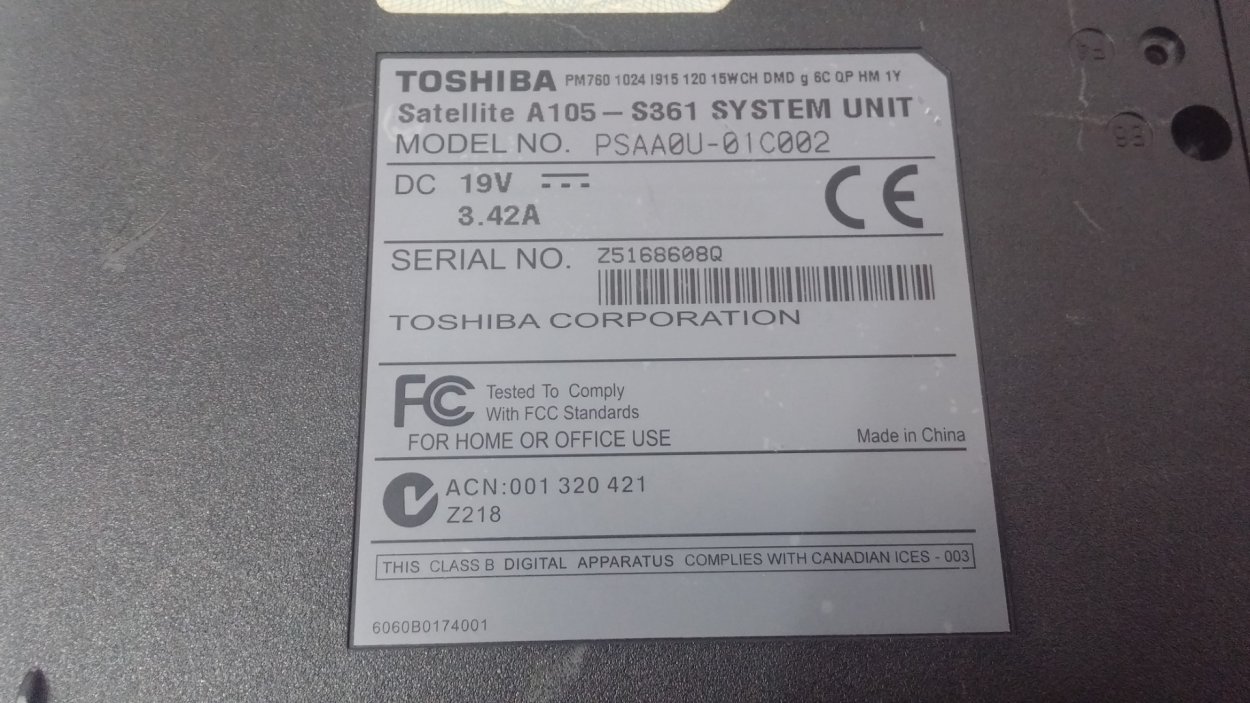 TOSHIBA PM760 1024 I915 120 15WCH DMD g 6C QP HM 1Y
Satellite A105 – S361 SYSTEM UNIT
MODEL NO. PSAA0U-01C002
DC 19V
3.42A
CE
SERIAL NO. Z5168608Q
TOSHIBA CORPORATION
FC Tested To Comply
With FCC Standards
FOR HOME OR OFFICE USE
Made in China
ACN:001 320 421
Z218
THIS CLASS B DIGITAL APPARATUS COMPLIES WITH CANADIAN ICES - 003
6060B0174001